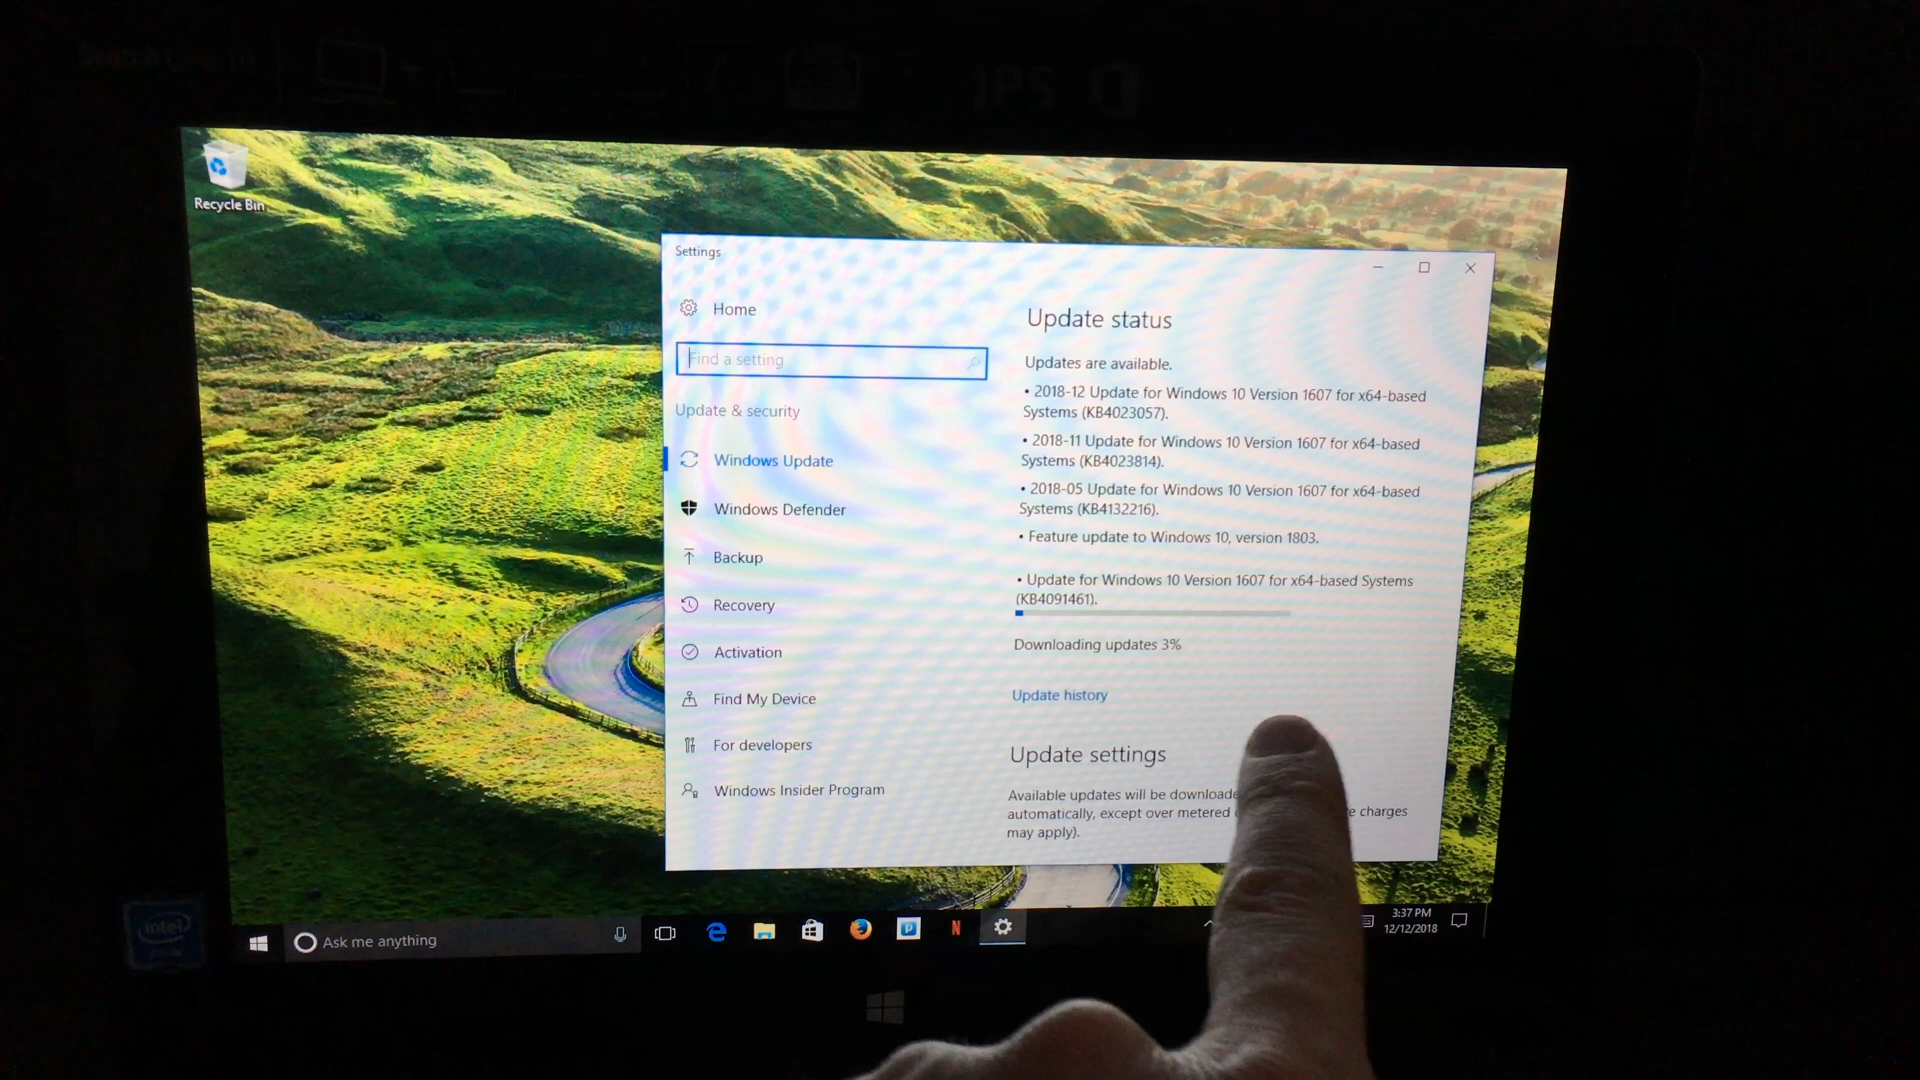 IPS
Recycle Bin
Settings
Home
Find a setting
Update & security
Windows Update
Windows Defender
Backup
Recovery
Activation
Find My Device
For developers
Windows Insider Program
Update status
Updates are available.
• 2018-12 Update for Windows 10 Version 1607 for x64-based
Systems (KB4023057).
• 2018-11 Update for Windows 10 Version 1607 for x64-based
Systems (KB4023814).
• 2018-05 Update for Windows 10 Version 1607 for x64-based
Systems (KB4132216).
• Feature update to Windows 10, version 1803.
• Update for Windows 10 Version 1607 for x64-based Systems
(KB4091461).
Downloading updates 3%
Update history
Update settings
Available updates will be downloade
automatically, except over metered e charges
may apply).
intel
Ask me anything
P
N
3:37 PM
12/12/2018